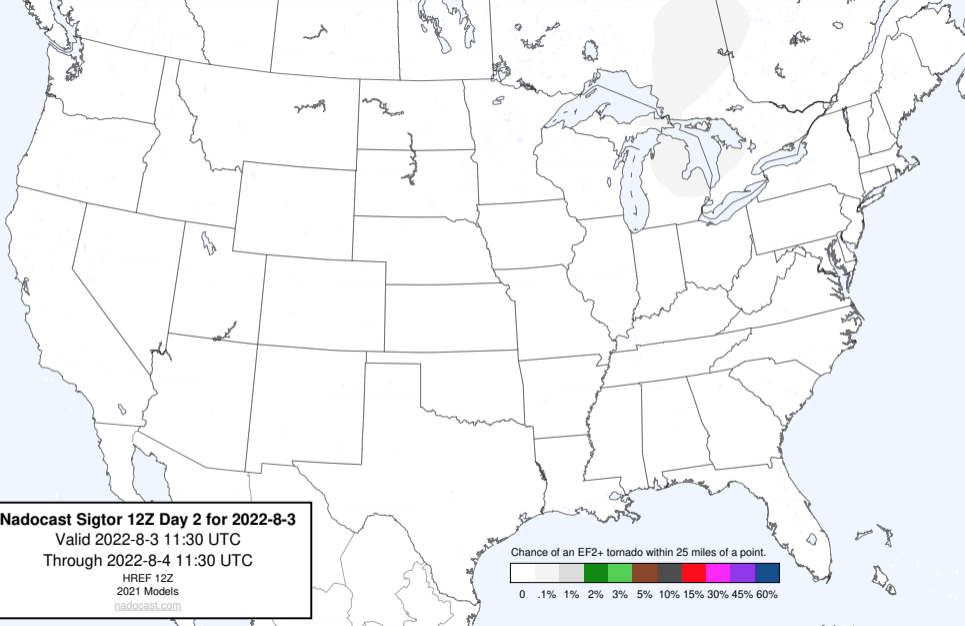 Nadocast Sigtor 12Z Day 2 for 2022-8-3
Valid 2022-8-3 11:30 UTC
Through 2022-8-4 11:30 UTC
HREF 12Z
2021 Models
nadocast.com
Chance of an EF2+ tornado within 25 miles of a point.
0 .1% 1% 2% 3% 5% 10% 15% 30% 45% 60%